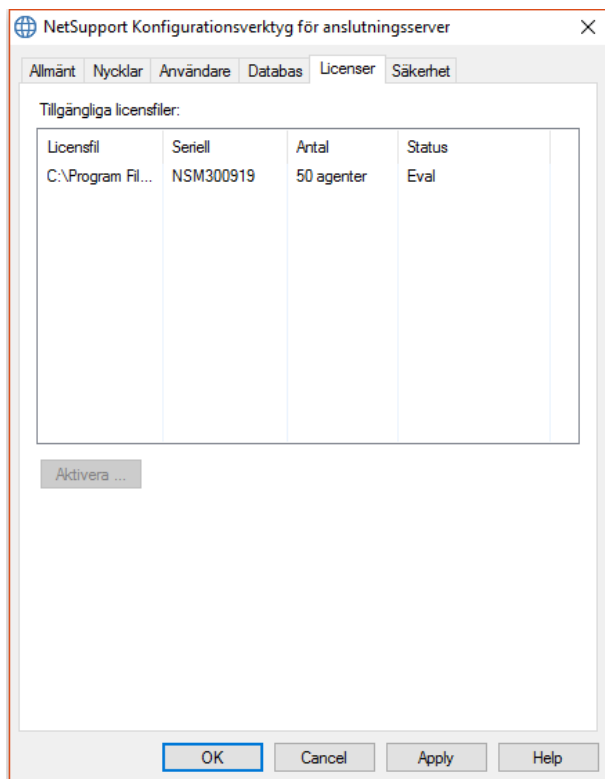 NetSupport Konfigurationsverktyg för anslutningsserver
Allmänt Nycklar Användare Databas Licenser Säkerhet
Tillgängliga licensfiler:
Licensfil Seriell Antal Status
C:\Program Fil... NSM300919 50 agenter Eval
Aktivera ...
OK Cancel Apply Help